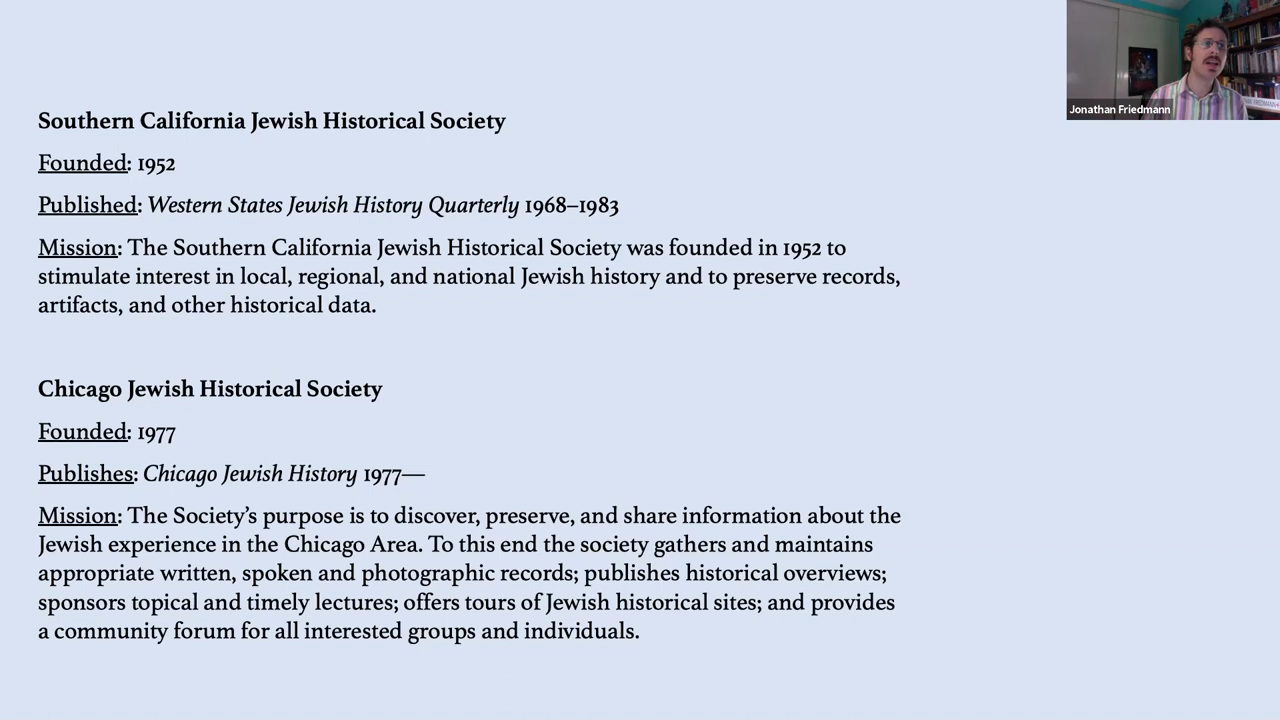 Jonathan Friedmann
Southern California Jewish Historical Society
Founded: 1952
Published: Western States Jewish History Quarterly 1968–1983
Mission: The Southern California Jewish Historical Society was founded in 1952 to
stimulate interest in local, regional, and national Jewish history and to preserve records,
artifacts, and other historical data.
Chicago Jewish Historical Society
Founded: 1977
Publishes: Chicago Jewish History 1977—
Mission: The Society’s purpose is to discover, preserve, and share information about the
Jewish experience in the Chicago Area. To this end the society gathers and maintains
appropriate written, spoken and photographic records; publishes historical overviews;
sponsors topical and timely lectures; offers tours of Jewish historical sites; and provides
a community forum for all interested groups and individuals.